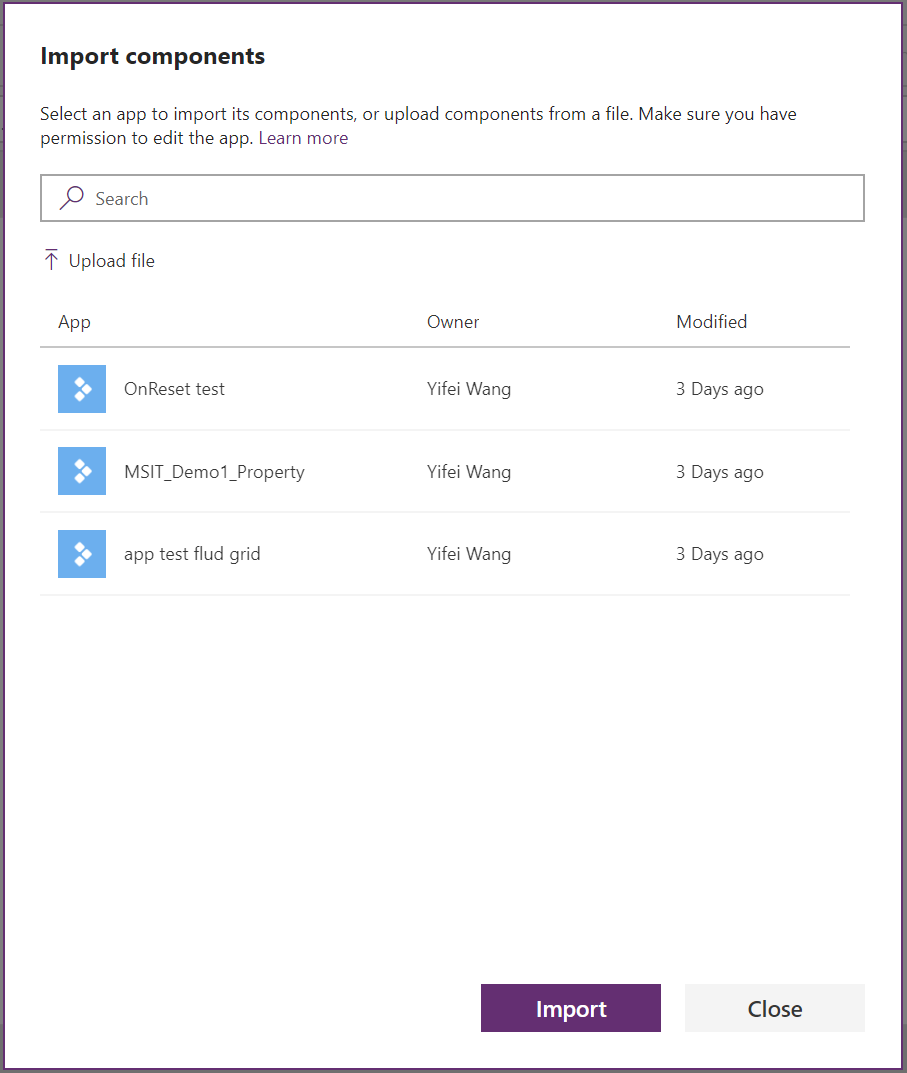 Import components
Select an app to import its components, or upload components from a file. Make sure you have
permission to edit the app. Learn more
Search
Upload file
App Owner Modified
OnReset test Yifei Wang 3 Days ago
MSIT_Demo1_Property Yifei Wang 3 Days ago
app test flud grid Yifei Wang 3 Days ago
Import Close